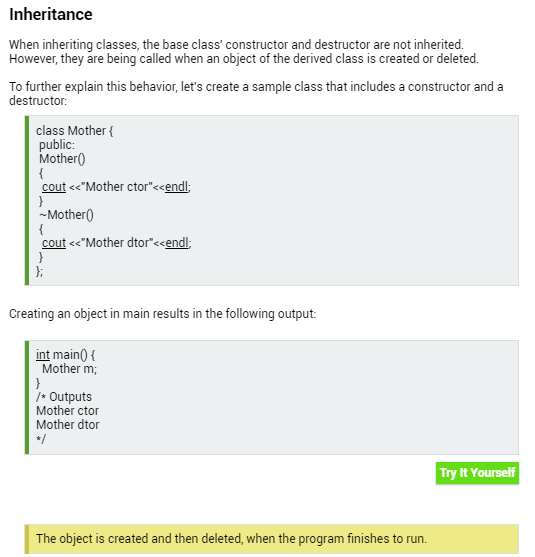 Inheritance
When inheriting classes, the base class' constructor and destructor are not inherited.
However, they are being called when an object of the derived class is created or deleted.
To further explain this behavior, let's create a sample class that includes a constructor and a
destructor:
class Mother {
public:
Mother()
{
cout <<"Mother ctor"<<endl;
}
~Mother()
{
cout <<"Mother dtor"<<endl;
}
};
Creating an object in main results in the following output:
int main() {
Mother m;
}
/* Outputs
Mother ctor
Mother dtor
*/
Try It Yourself
The object is created and then deleted, when the program finishes to run.